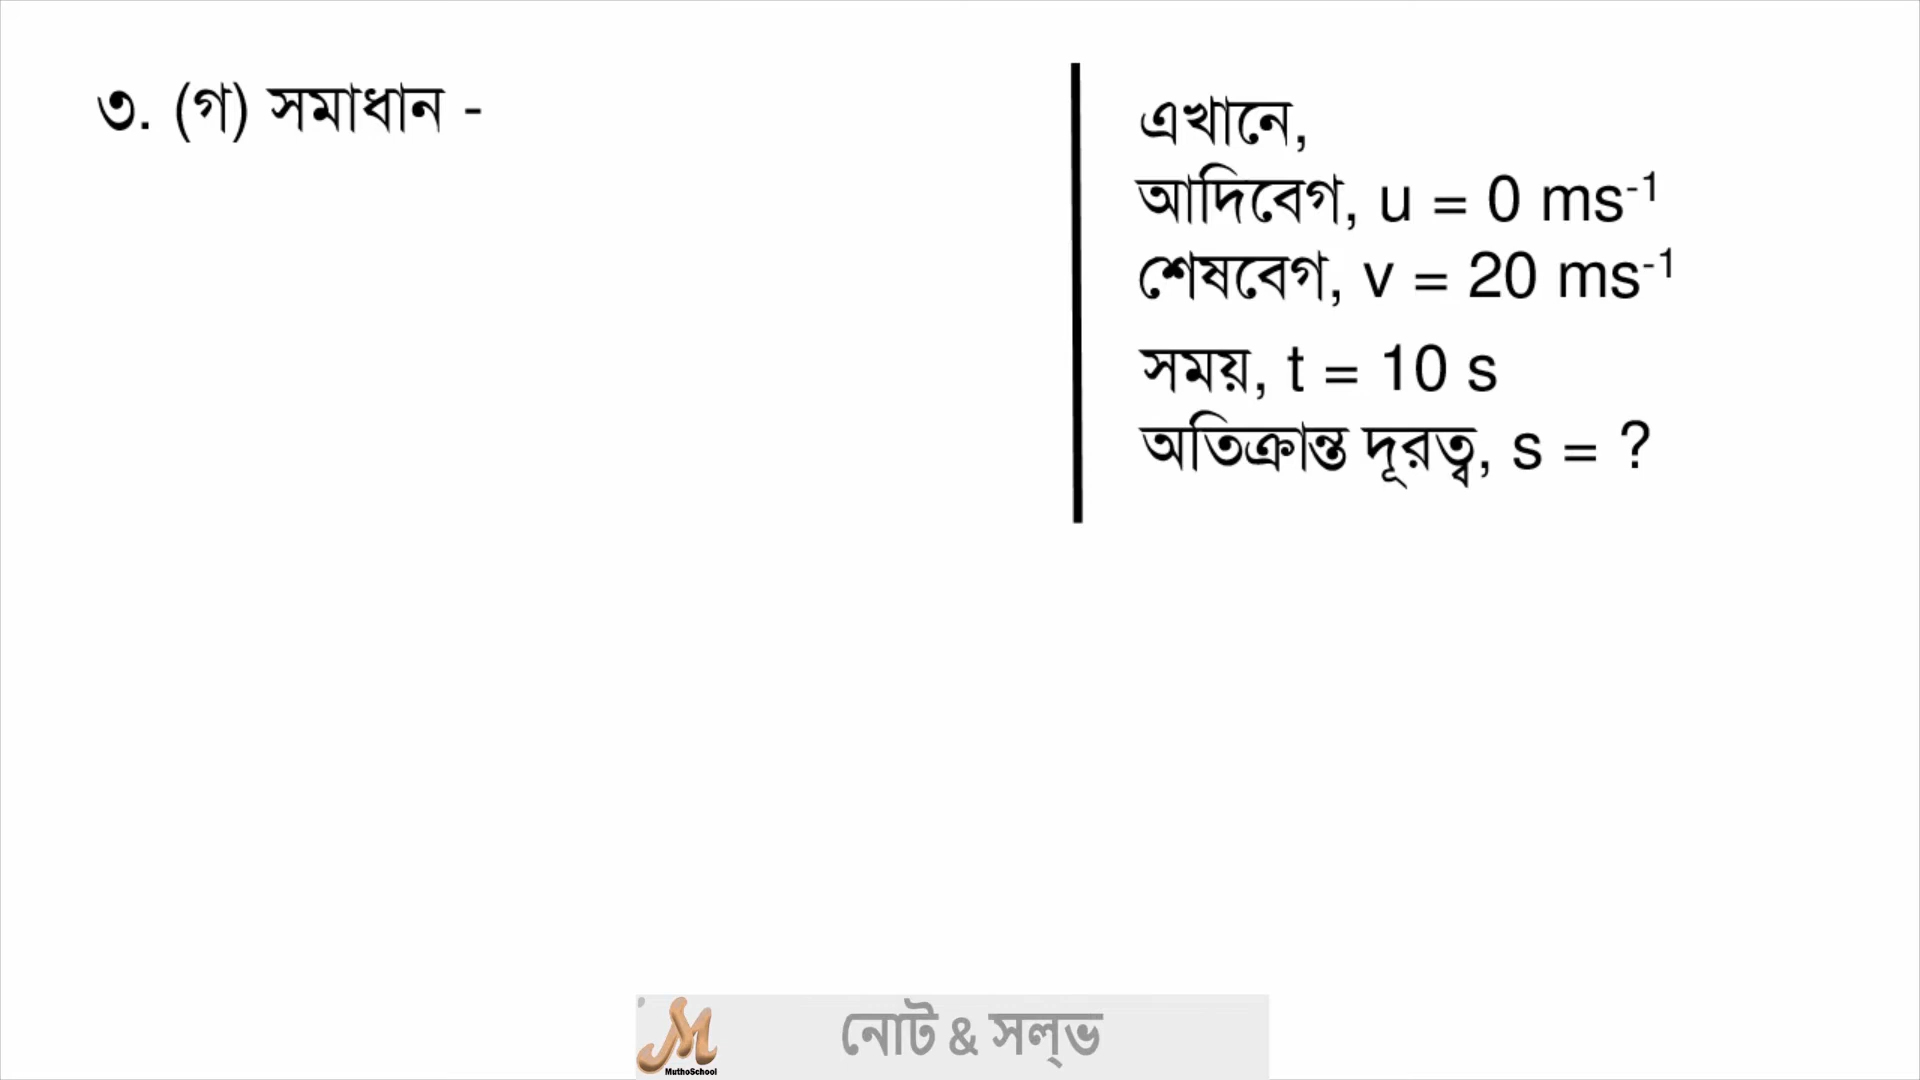 ৩. (গ) সমাধান -
এখানে,
আদিবেগ, u = 0 ms⁻¹
শেষবেগ, v = 20 ms⁻¹
সময়, t = 10 s
অতিক্রান্ত দূরত্ব, s = ?
নোট & সল্‌ভ
MuthoSchool